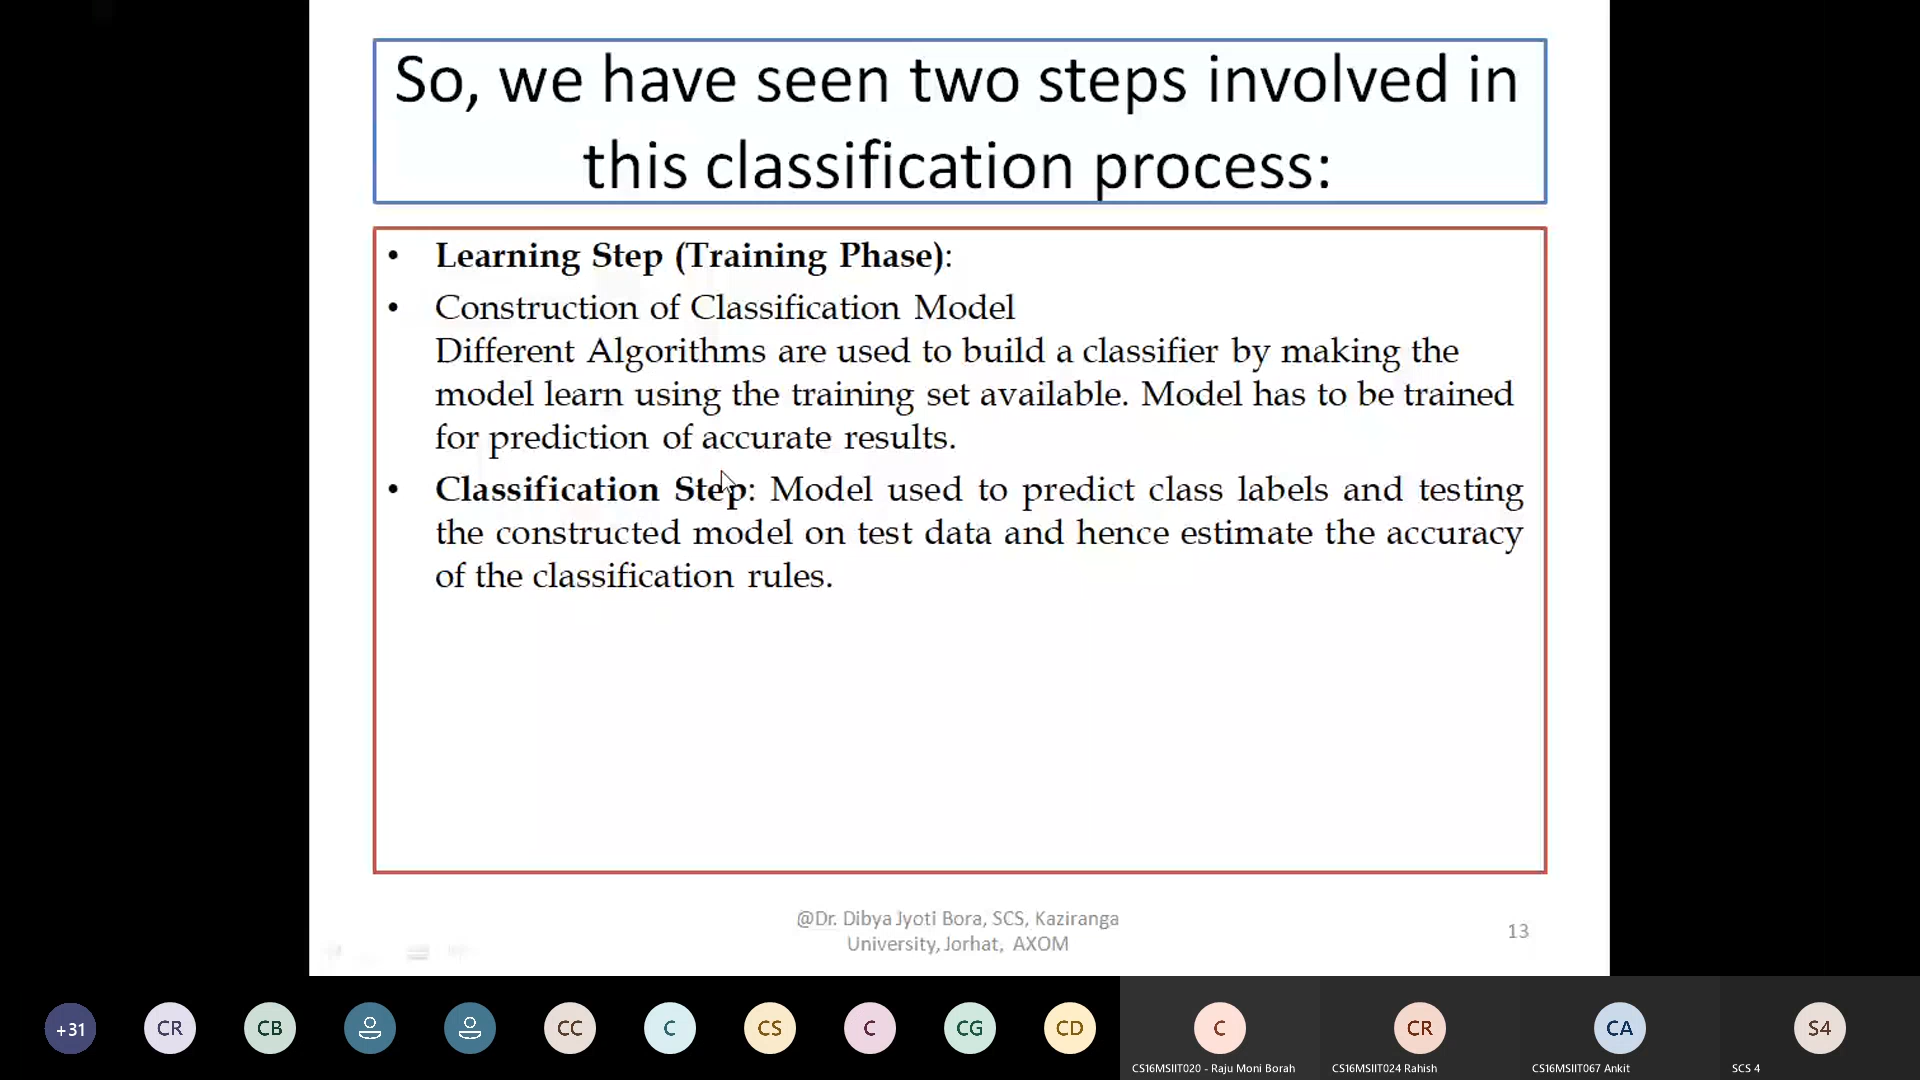 So, we have seen two steps involved in
this classification process:
• Learning Step (Training Phase):
• Construction of Classification Model
Different Algorithms are used to build a classifier by making the
model learn using the training set available. Model has to be trained
for prediction of accurate results.
• Classification Step: Model used to predict class labels and testing
the constructed model on test data and hence estimate the accuracy
of the classification rules.
@Dr. Dibya Jyoti Bora, SCS, Kaziranga
University, Jorhat, AXOM
13
+31 CR CB CC C CS C CG CD C CR CA S4
CS16MSIIT020 - Raju Moni Borah CS16MSIIT024 Rahish CS16MSIIT067 Ankit SCS 4